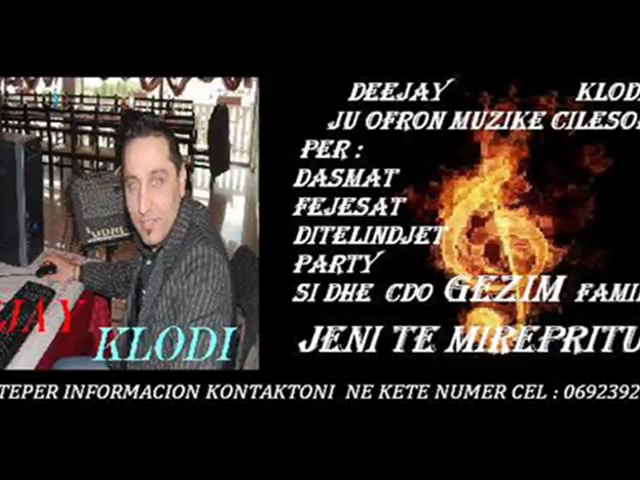 DEEJAY KLOD
JU OFRON MUZIKE CILESO
PER :
DASMAT
FEJESAT
DITELINDJET
PARTY
SI DHE CDO GEZIM FAMI
JENI TE MIREPRITU
JAY KLODI
TEPER INFORMACION KONTAKTONI NE KETE NUMER CEL : 0692392